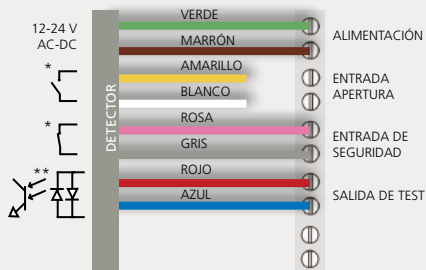 12-24 V
AC-DC
*
*
**
DETECTOR
VERDE
MARRÓN
AMARILLO
BLANCO
ROSA
GRIS
ROJO
AZUL
ALIMENTACIÓN
ENTRADA
APERTURA
ENTRADA DE
SEGURIDAD
SALIDA DE TEST